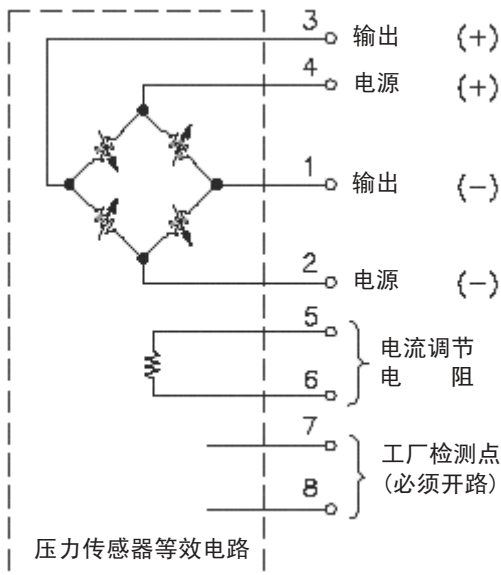 3 输出 (+)
4 电源 (+)
1 输出 (-)
2 电源 (-)
5
电流调节
电 阻
6
7
工厂检测点
(必须开路)
8
压力传感器等效电路